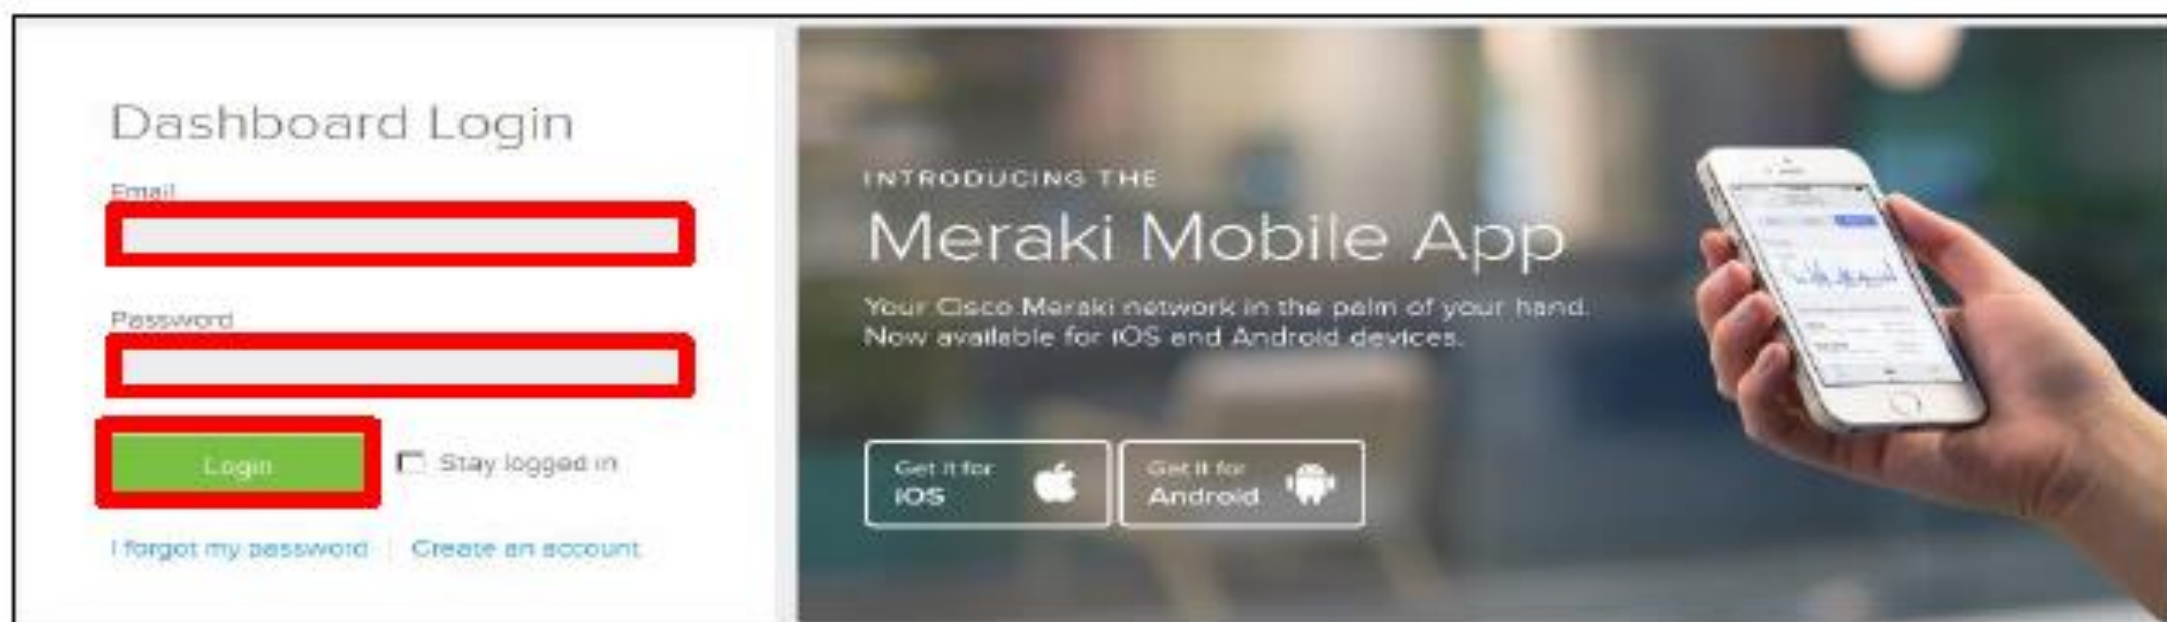 Dashboard Login
Email
Password
Login
Stay logged in
I forgot my password
Create an account
INTRODUCING THE
Meraki Mobile App
Your Cisco Meraki network in the palm of your hand.
Now available for iOS and Android devices.
Get it for
iOS
Get it for
Android